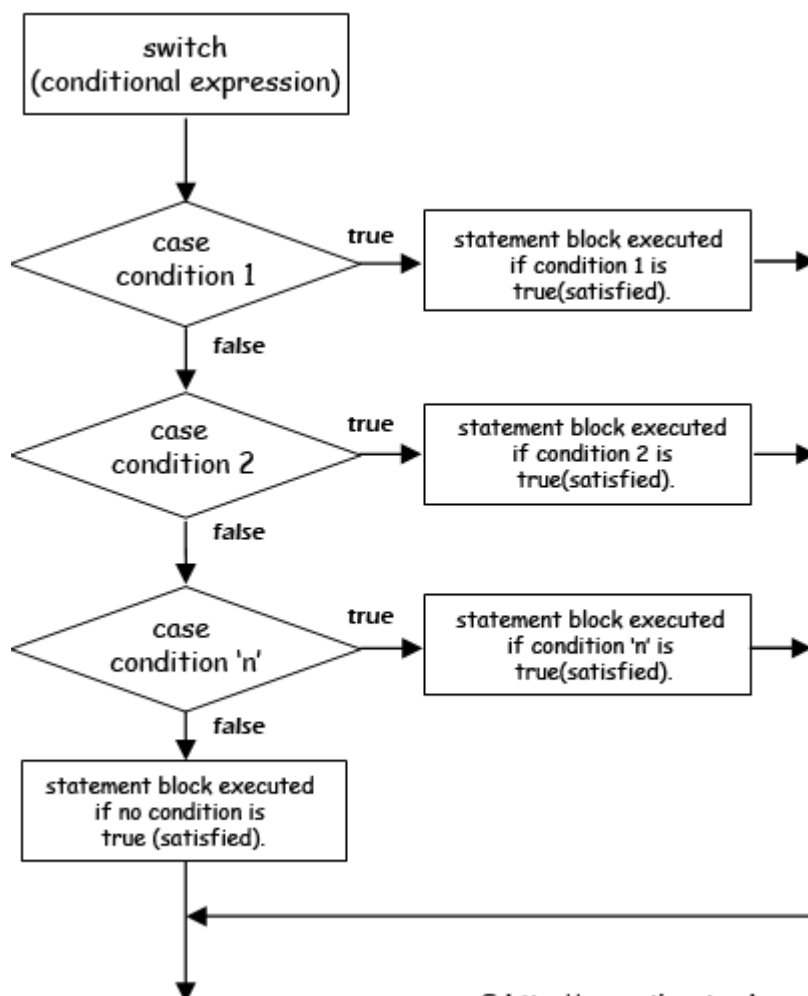 switch
(conditional expression)
case
condition 1
true
statement block executed
if condition 1 is
true(satisfied).
false
case
condition 2
true
statement block executed
if condition 2 is
true(satisfied).
false
case
condition 'n'
true
statement block executed
if condition 'n' is
true(satisfied).
false
statement block executed
if no condition is
true (satisfied).